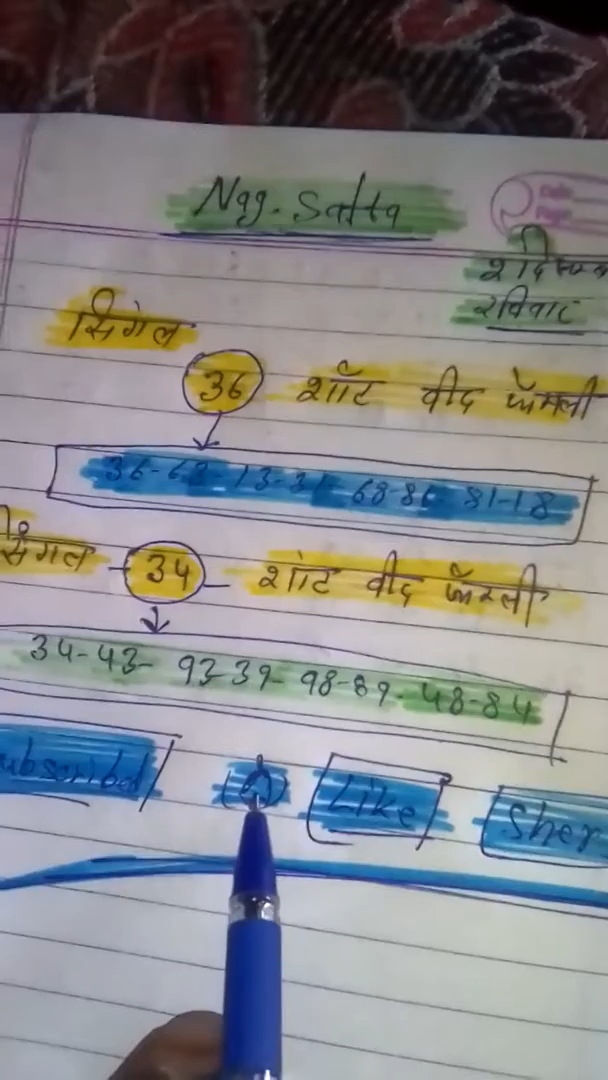 Nag. Satta
रविवार
सिंगल
36 शॉट वीद फॅमली
36-63-13-31 68-86 81-18
सिंगल - 34 - शॉट वीद फॅमली
34-43- 93-39- 98-89- 48-84
ubscribd Like Sher